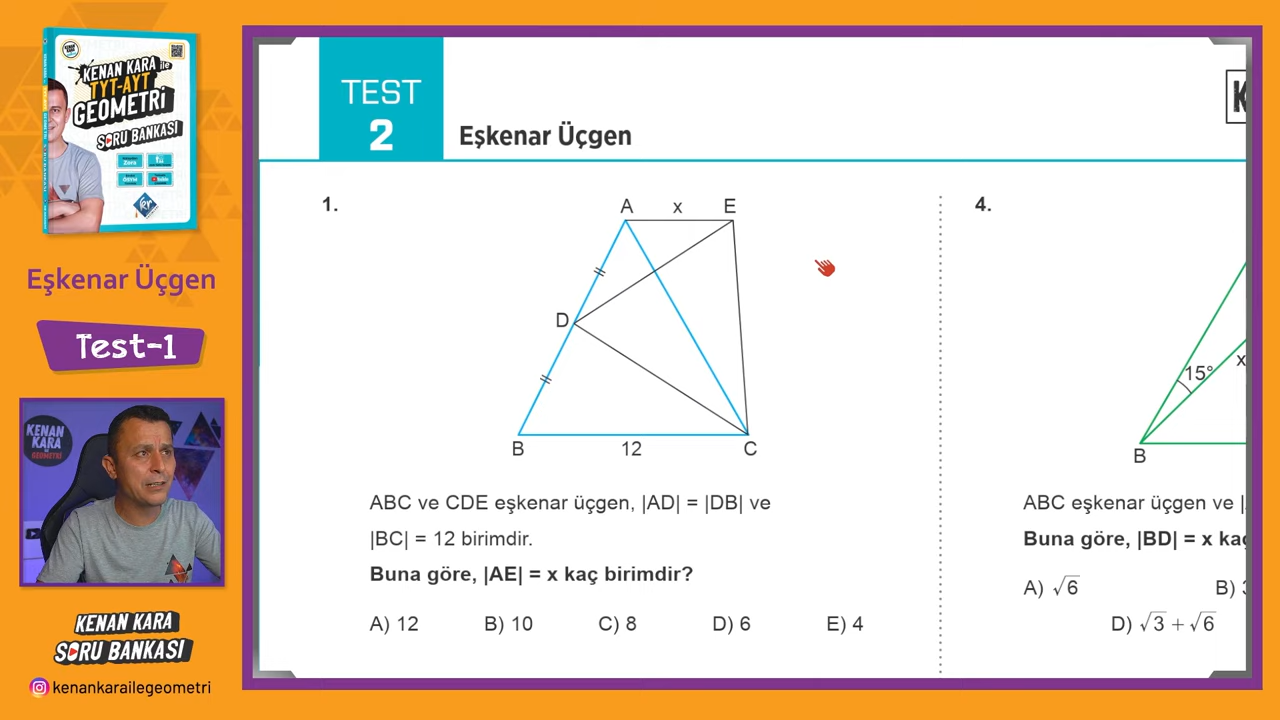 KENAN KARA ile
TYT-AYT
GEOMETRİ
SORU BANKASI
Eşkenar Üçgen
Test-1
KENAN
KARA
GEOMETRİ
KENAN KARA
SORU BANKASI
kenankarailegeometri
TEST
2
Eşkenar Üçgen
1.
A x E
D
B 12 C
ABC ve CDE eşkenar üçgen, |AD| = |DB| ve
|BC| = 12 birimdir.
Buna göre, |AE| = x kaç birimdir?
A) 12 B) 10 C) 8 D) 6 E) 4
4.
15°
x
B
ABC eşkenar üçgen ve |
Buna göre, |BD| = x kaç
A) √6 B) 3
D) √3 + √6